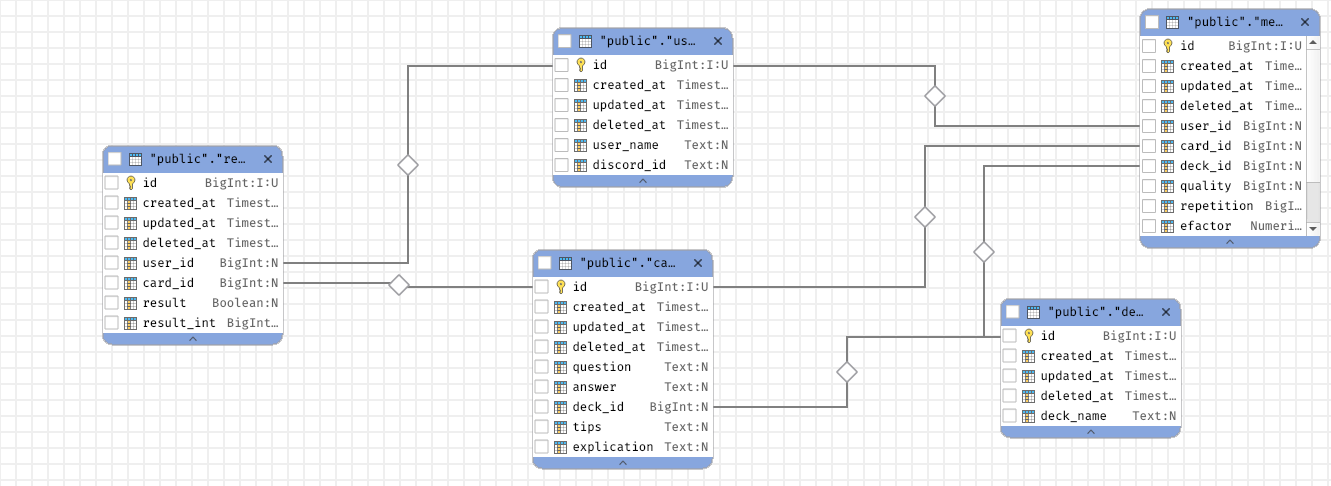 "public"."re…
id BigInt:I:U
created_at Timest…
updated_at Timest…
deleted_at Timest…
user_id BigInt:N
card_id BigInt:N
result Boolean:N
result_int BigInt…
"public"."us…
id BigInt:I:U
created_at Timest…
updated_at Timest…
deleted_at Timest…
user_name Text:N
discord_id Text:N
"public"."ca…
id BigInt:I:U
created_at Timest…
updated_at Timest…
deleted_at Timest…
question Text:N
answer Text:N
deck_id BigInt:N
tips Text:N
explication Text:N
"public"."me…
id BigInt:I:U
created_at Time…
updated_at Time…
deleted_at Time…
user_id BigInt:N
card_id BigInt:N
deck_id BigInt:N
quality BigInt:N
repetition BigI…
efactor Numeri…
"public"."de…
id BigInt:I:U
created_at Timest…
updated_at Timest…
deleted_at Timest…
deck_name Text:N